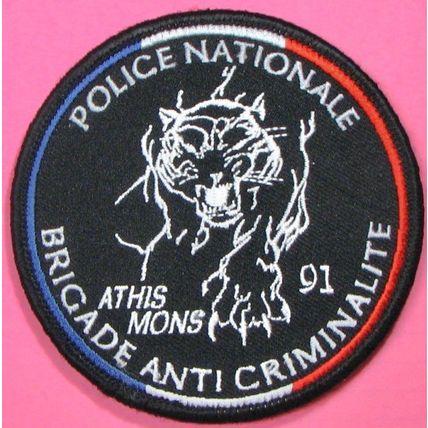 POLICE NATIONALE
ATHIS
MONS
91
BRIGADE ANTI CRIMINALITE